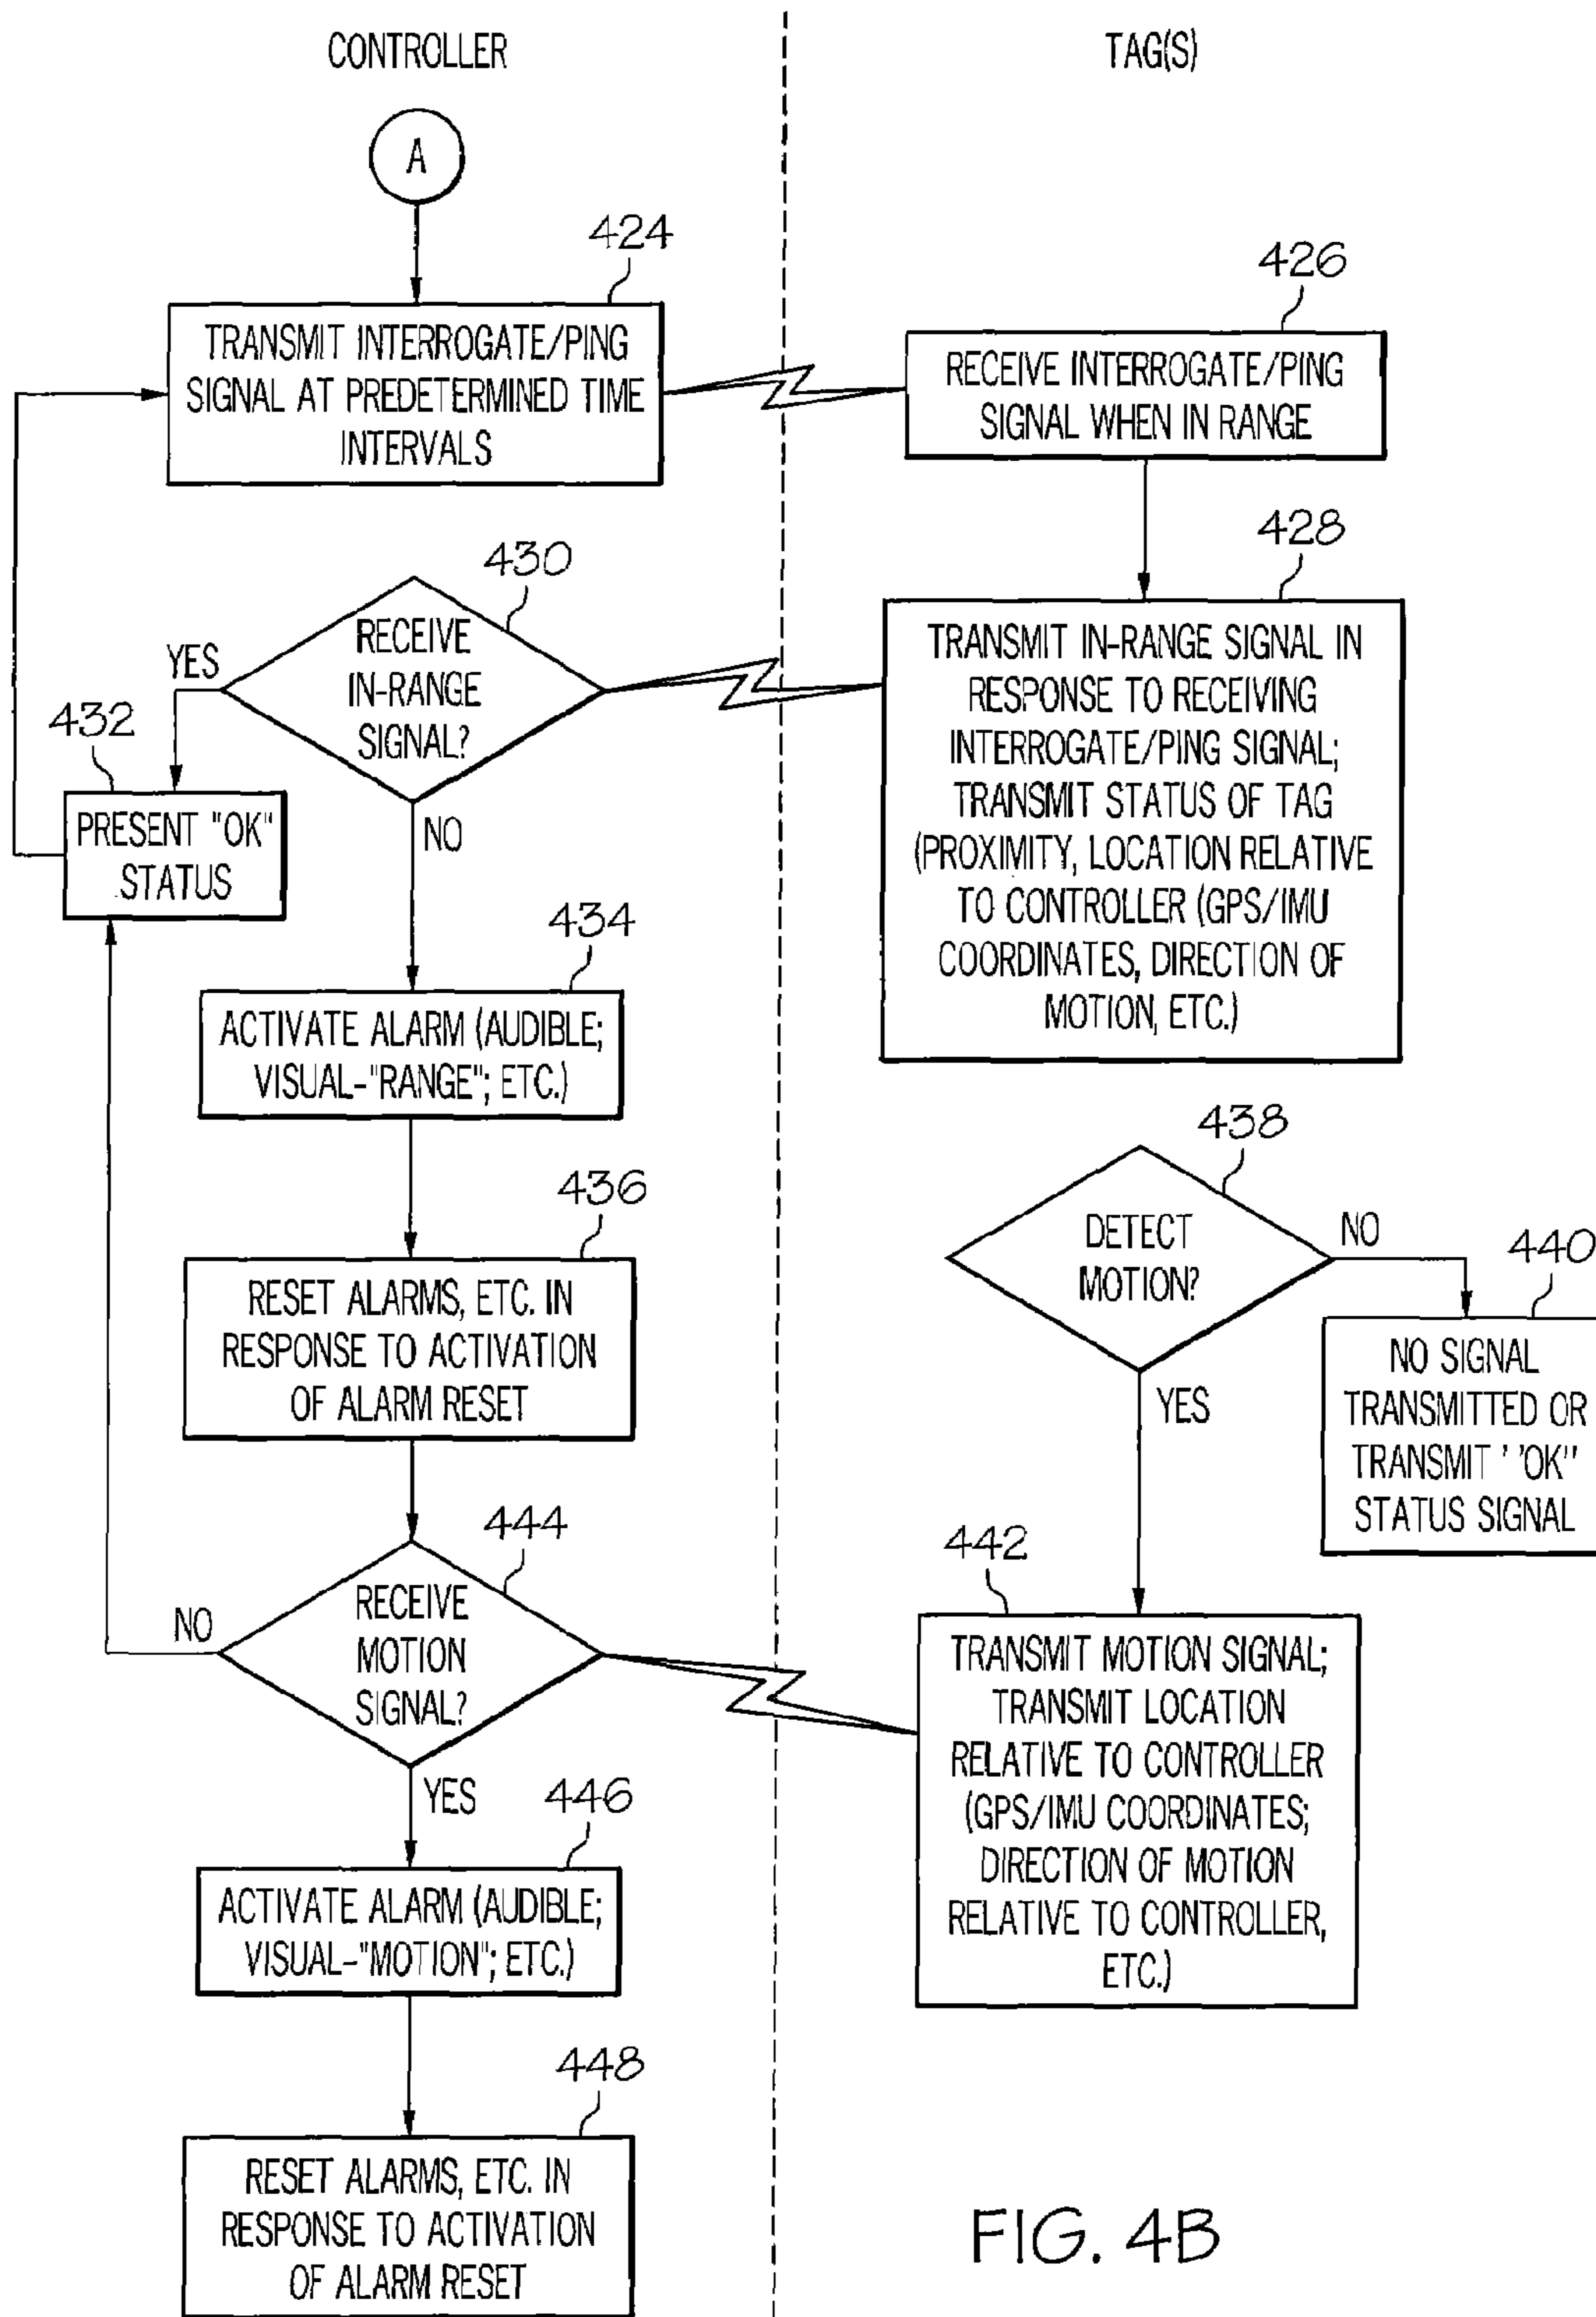 CONTROLLER
TAG(S)
A
424
TRANSMIT INTERROGATE/PING
SIGNAL AT PREDETERMINED TIME
INTERVALS
426
RECEIVE INTERROGATE/PING
SIGNAL WHEN IN RANGE
430
RECEIVE
IN-RANGE
SIGNAL?
YES
NO
428
TRANSMIT IN-RANGE SIGNAL IN
RESPONSE TO RECEIVING
INTERROGATE/PING SIGNAL;
TRANSMIT STATUS OF TAG
(PROXIMITY, LOCATION RELATIVE
TO CONTROLLER (GPS/IMU
COORDINATES, DIRECTION OF
MOTION, ETC.)
432
PRESENT "OK"
STATUS
434
ACTIVATE ALARM (AUDIBLE;
VISUAL-"RANGE"; ETC.)
436
RESET ALARMS, ETC. IN
RESPONSE TO ACTIVATION
OF ALARM RESET
438
DETECT
MOTION?
NO
YES
440
NO SIGNAL
TRANSMITTED OR
TRANSMIT ' 'OK''
STATUS SIGNAL
444
RECEIVE
MOTION
SIGNAL?
NO
YES
442
TRANSMIT MOTION SIGNAL;
TRANSMIT LOCATION
RELATIVE TO CONTROLLER
(GPS/IMU COORDINATES;
DIRECTION OF MOTION
RELATIVE TO CONTROLLER,
ETC.)
446
ACTIVATE ALARM (AUDIBLE;
VISUAL-"MOTION"; ETC.)
448
RESET ALARMS, ETC. IN
RESPONSE TO ACTIVATION
OF ALARM RESET
FIG. 4B